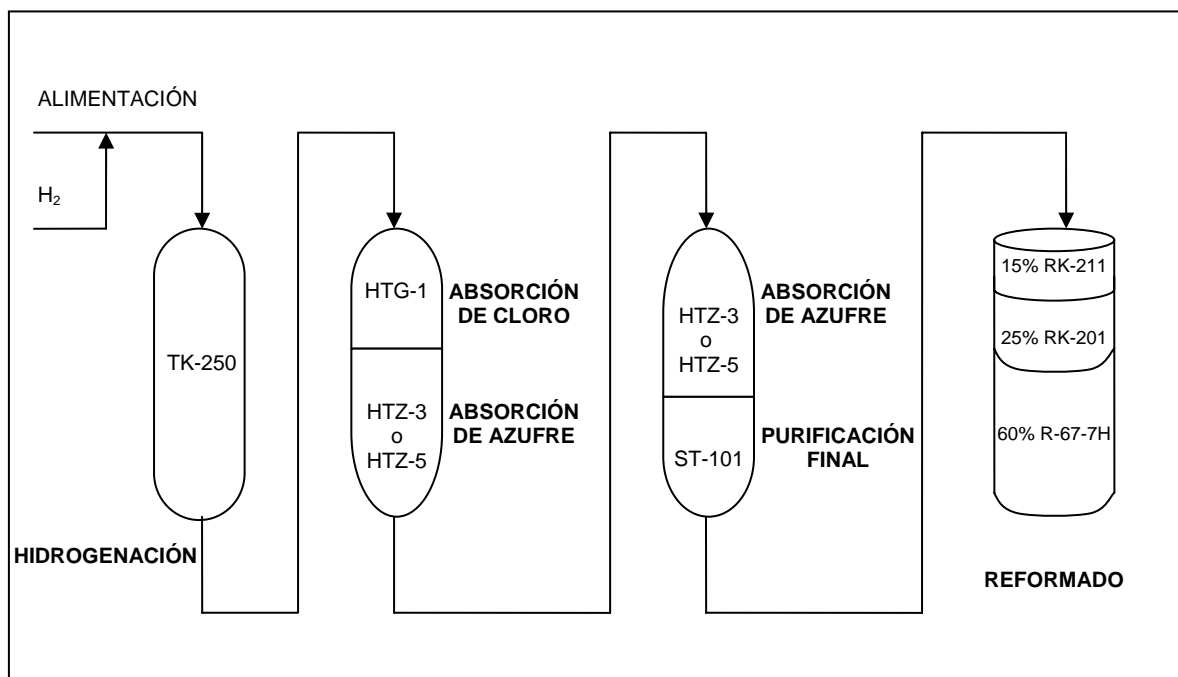 ALIMENTACIÓN
H₂
TK-250
HIDROGENACIÓN
HTG-1
ABSORCIÓN
DE CLORO
HTZ-3
o
HTZ-5
ABSORCIÓN
DE AZUFRE
HTZ-3
o
HTZ-5
ABSORCIÓN
DE AZUFRE
ST-101
PURIFICACIÓN
FINAL
15% RK-211
25% RK-201
60% R-67-7H
REFORMADO